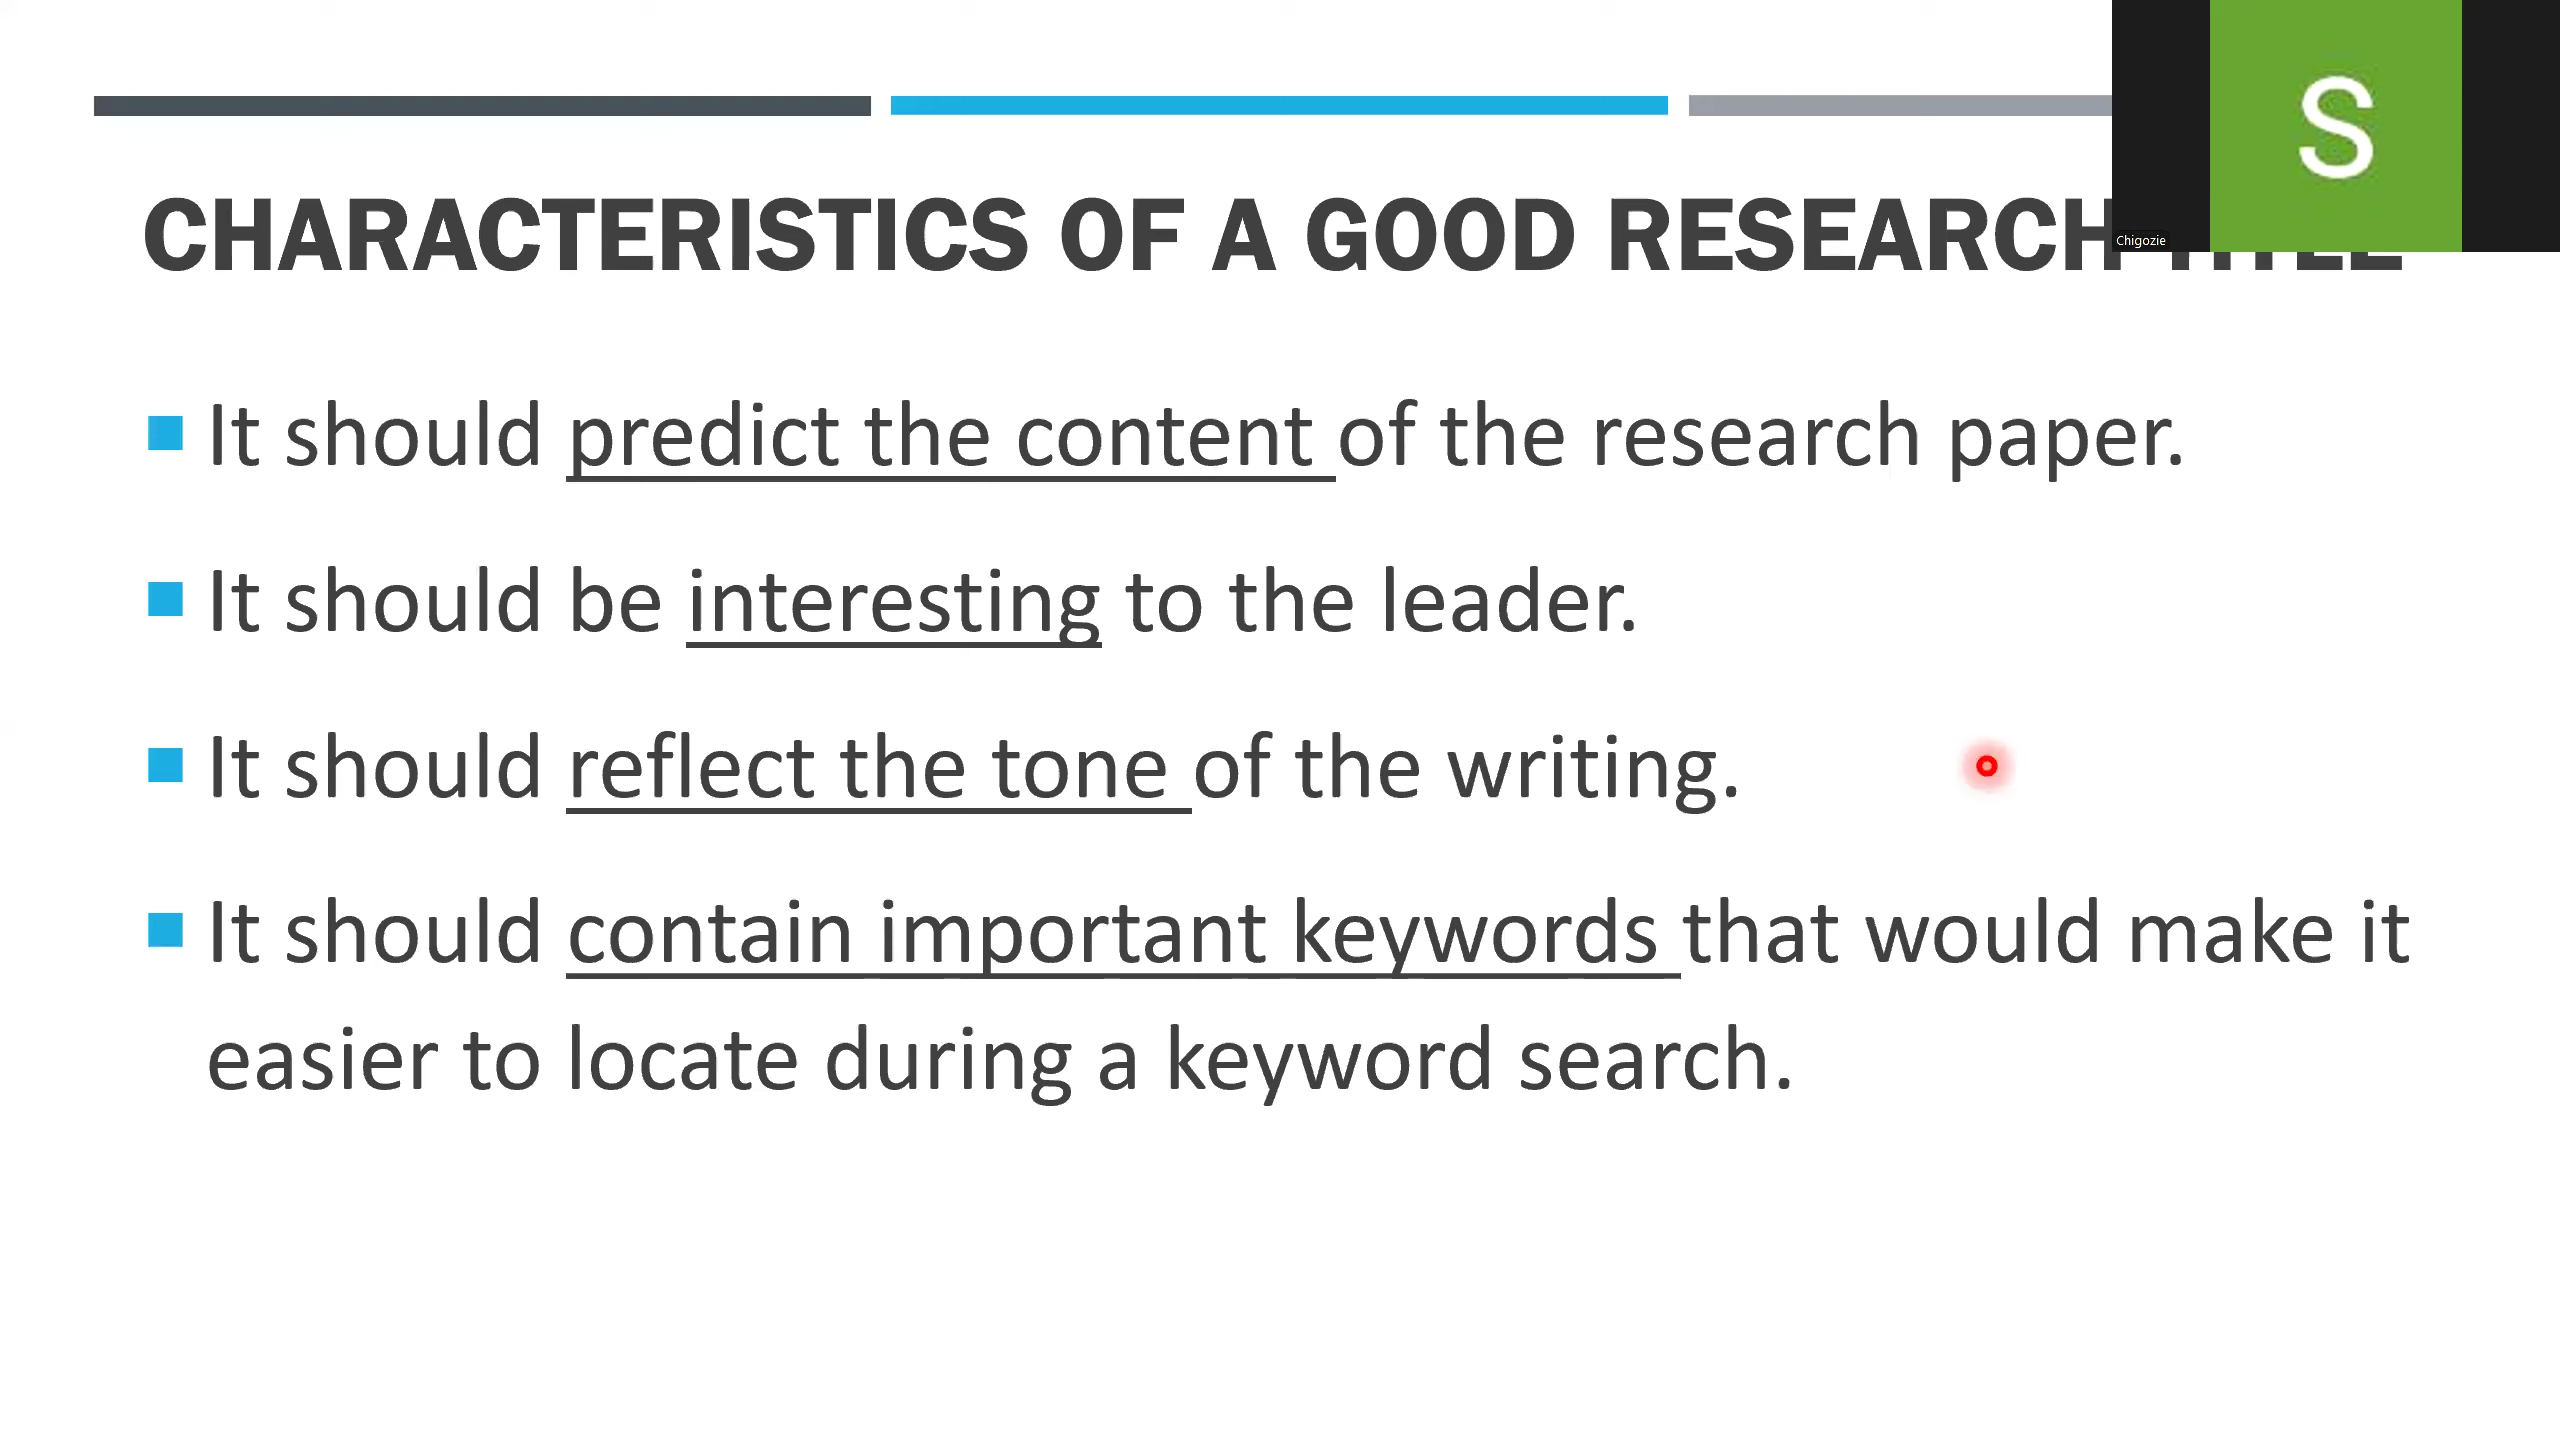 S
Chigozie
CHARACTERISTICS OF A GOOD RESEARCH
It should predict the content of the research paper.
It should be interesting to the leader.
It should reflect the tone of the writing.
It should contain important keywords that would make it
easier to locate during a keyword search.